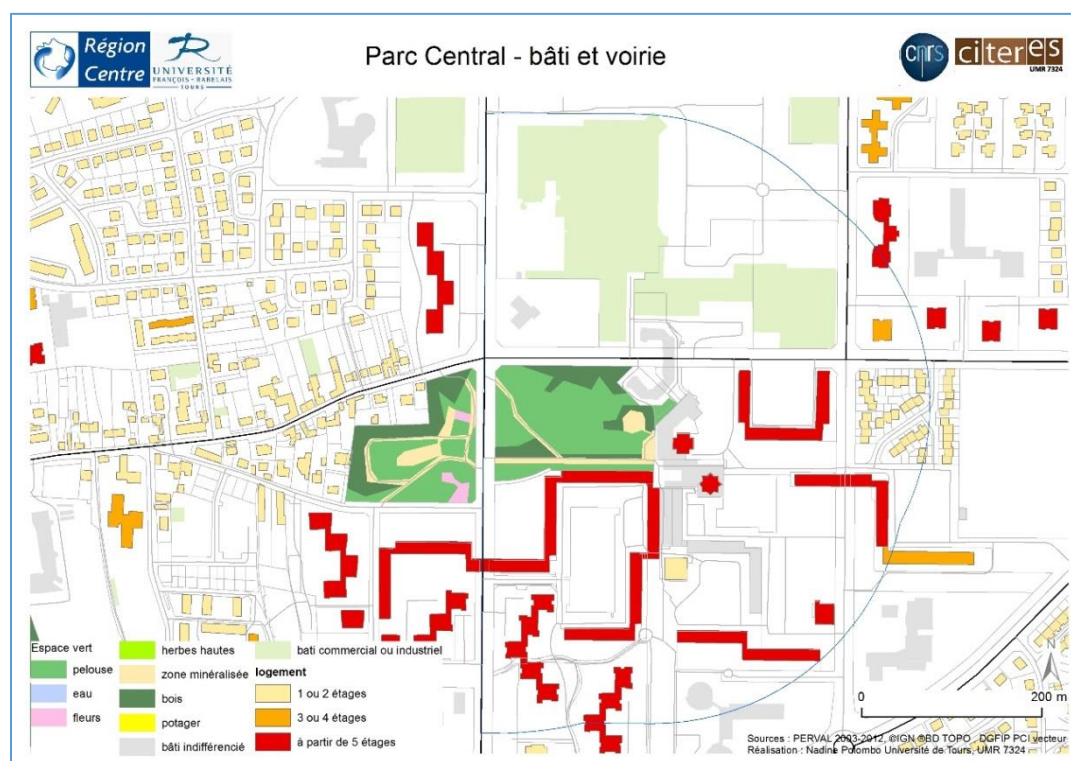 Région
Centre
UNIVERSITÉ
FRANÇOIS - RABELAIS
TOURS
Parc Central - bâti et voirie
cnrs
citeres
UMR 7324
Espace vert
pelouse
eau
fleurs
herbes hautes
zone minéralisée
bois
potager
bâti indifférencié
bati commercial ou industriel
logement
1 ou 2 étages
3 ou 4 étages
à partir de 5 étages
N
0 200 m
Sources : PERVAL 2003-2012, ©IGN ®BD TOPO , DGFIP PCI vecteur
Réalisation : Nadine Polombo Université de Tours, UMR 7324